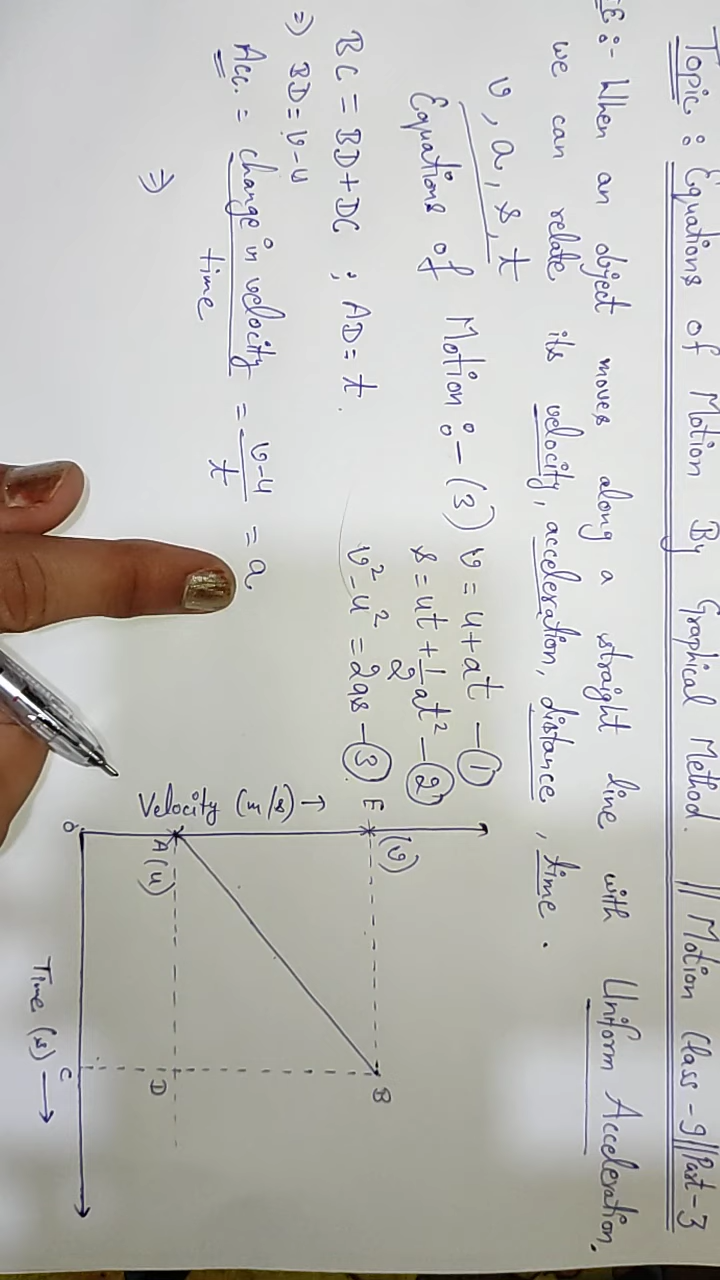 Topic : Equations of Motion By Graphical Method. || Motion Class - 9||Part-3
:- When an object moves along a straight line with Uniform Acceleration.
we can relate its velocity, acceleration, distance, time.
v, a, s, t
Equations of Motion :- (3) v = u + at - ①
s = ut + 1/2 at² - ②
v² - u² = 2as - ③
BC = BD + DC ; AD = t.
⇒ BD = v - u
Acc. = change in velocity / time = v-u / t = a
⇒
Velocity (m/s) →
E (v)
A (u)
O
B
D
C
Time (s) →